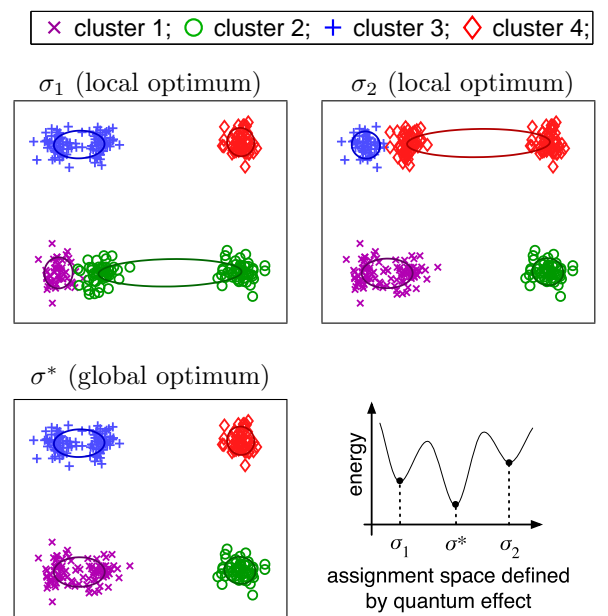 cluster 1; cluster 2; cluster 3; cluster 4;
σ₁ (local optimum)
σ₂ (local optimum)
σ* (global optimum)
energy
σ₁ σ* σ₂
assignment space defined
by quantum effect